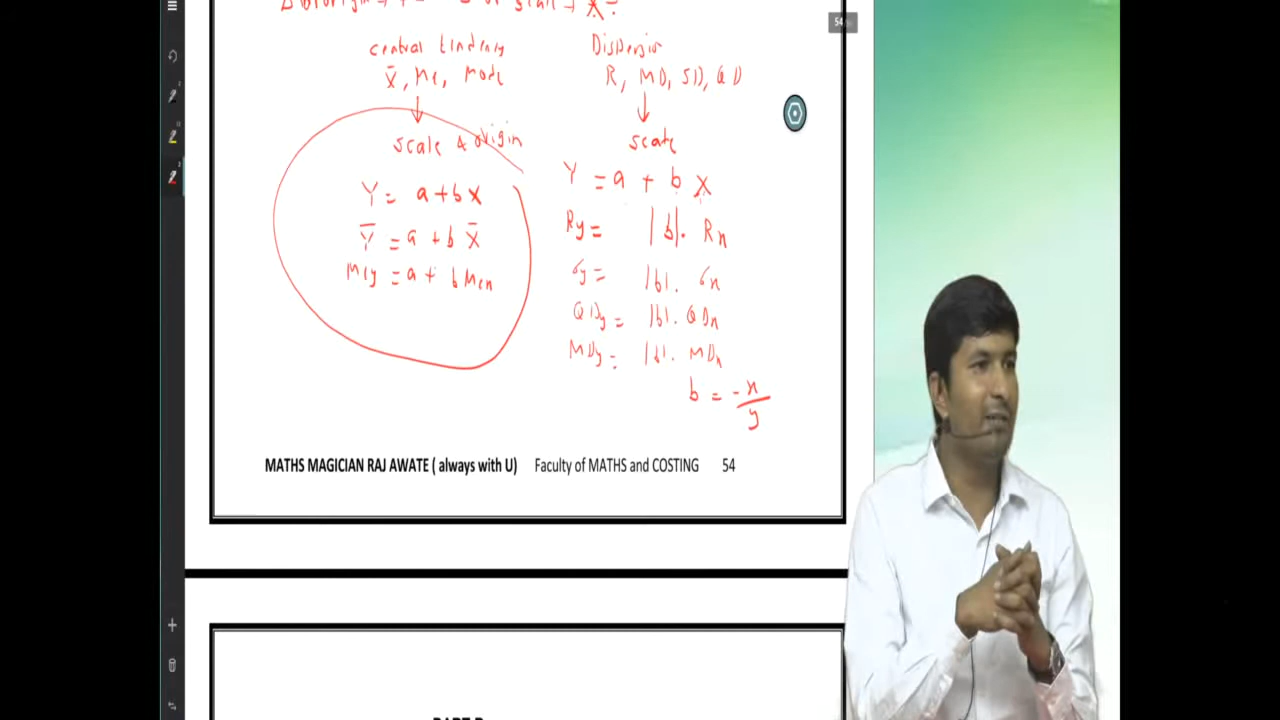 central tendency
X̄, Me, Mode
scale & origin
Y = a + b X
Ȳ = a + b X̄
Mey = a + b Mex
Dispersion
R, MD, SD, QD
scale
Y = a + b X
Ry = |b|. Rx
σy = |b|. σx
QDy = |b|. QDx
MDy = |b|. MDx
b = -x/y
MATHS MAGICIAN RAJ AWATE ( always with U) Faculty of MATHS and COSTING 54
54